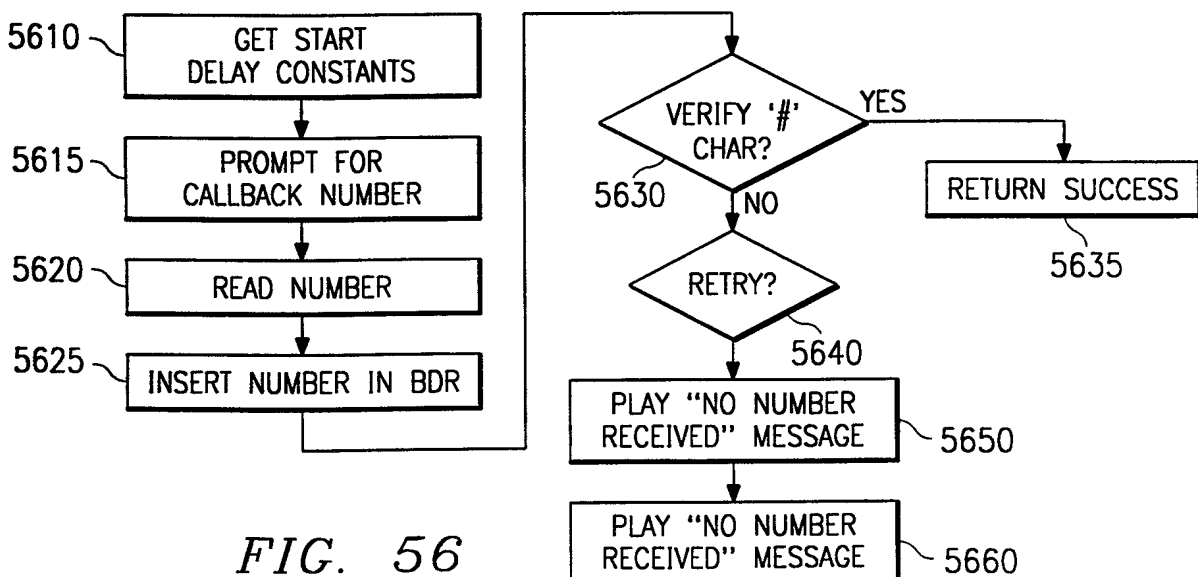 5610
GET START
DELAY CONSTANTS
5615
PROMPT FOR
CALLBACK NUMBER
5620
READ NUMBER
5625
INSERT NUMBER IN BDR
VERIFY '#'
CHAR?
5630
YES
RETURN SUCCESS
5635
NO
RETRY?
5640
PLAY "NO NUMBER
RECEIVED" MESSAGE
5650
PLAY "NO NUMBER
RECEIVED" MESSAGE
5660
FIG. 56